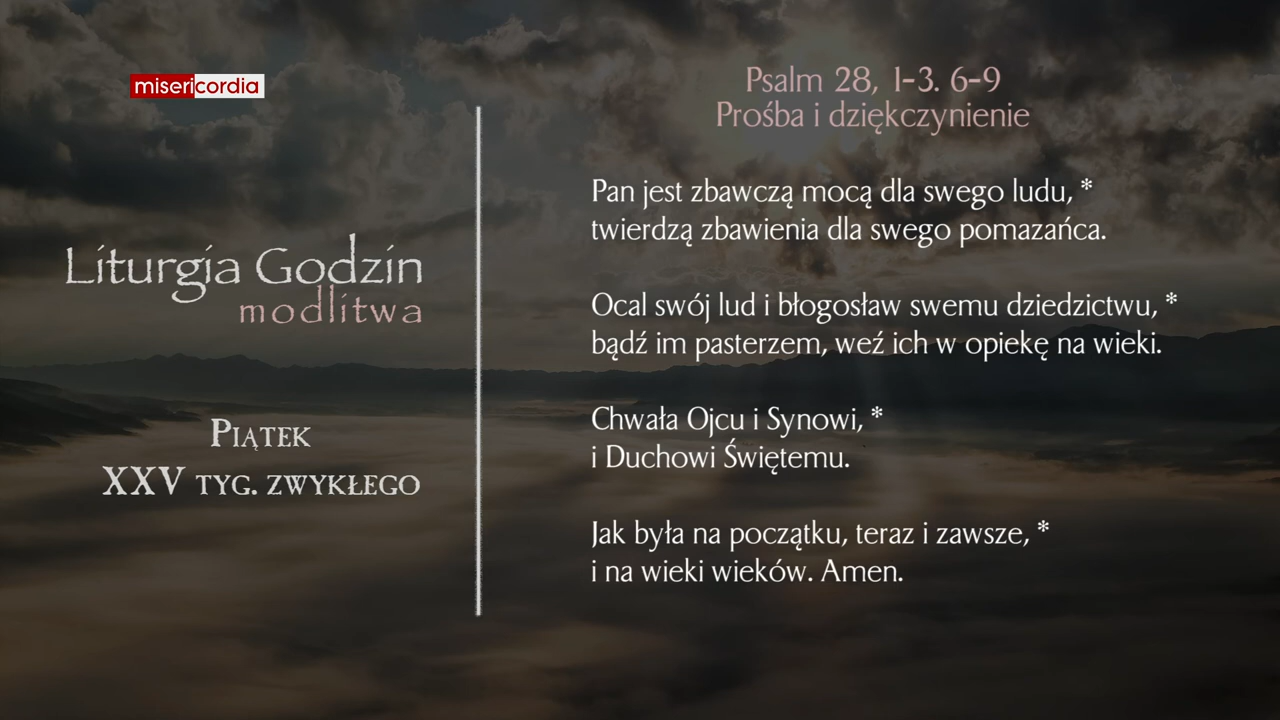 misericordia
Liturgia Godzin
modlitwa
Piątek
XXV tyg. zwykłego
Psalm 28, 1-3. 6-9
Prośba i dziękczynienie
Pan jest zbawczą mocą dla swego ludu, *
twierdzą zbawienia dla swego pomazańca.
Ocal swój lud i błogosław swemu dziedzictwu, *
bądź im pasterzem, weź ich w opiekę na wieki.
Chwała Ojcu i Synowi, *
i Duchowi Świętemu.
Jak była na początku, teraz i zawsze, *
i na wieki wieków. Amen.